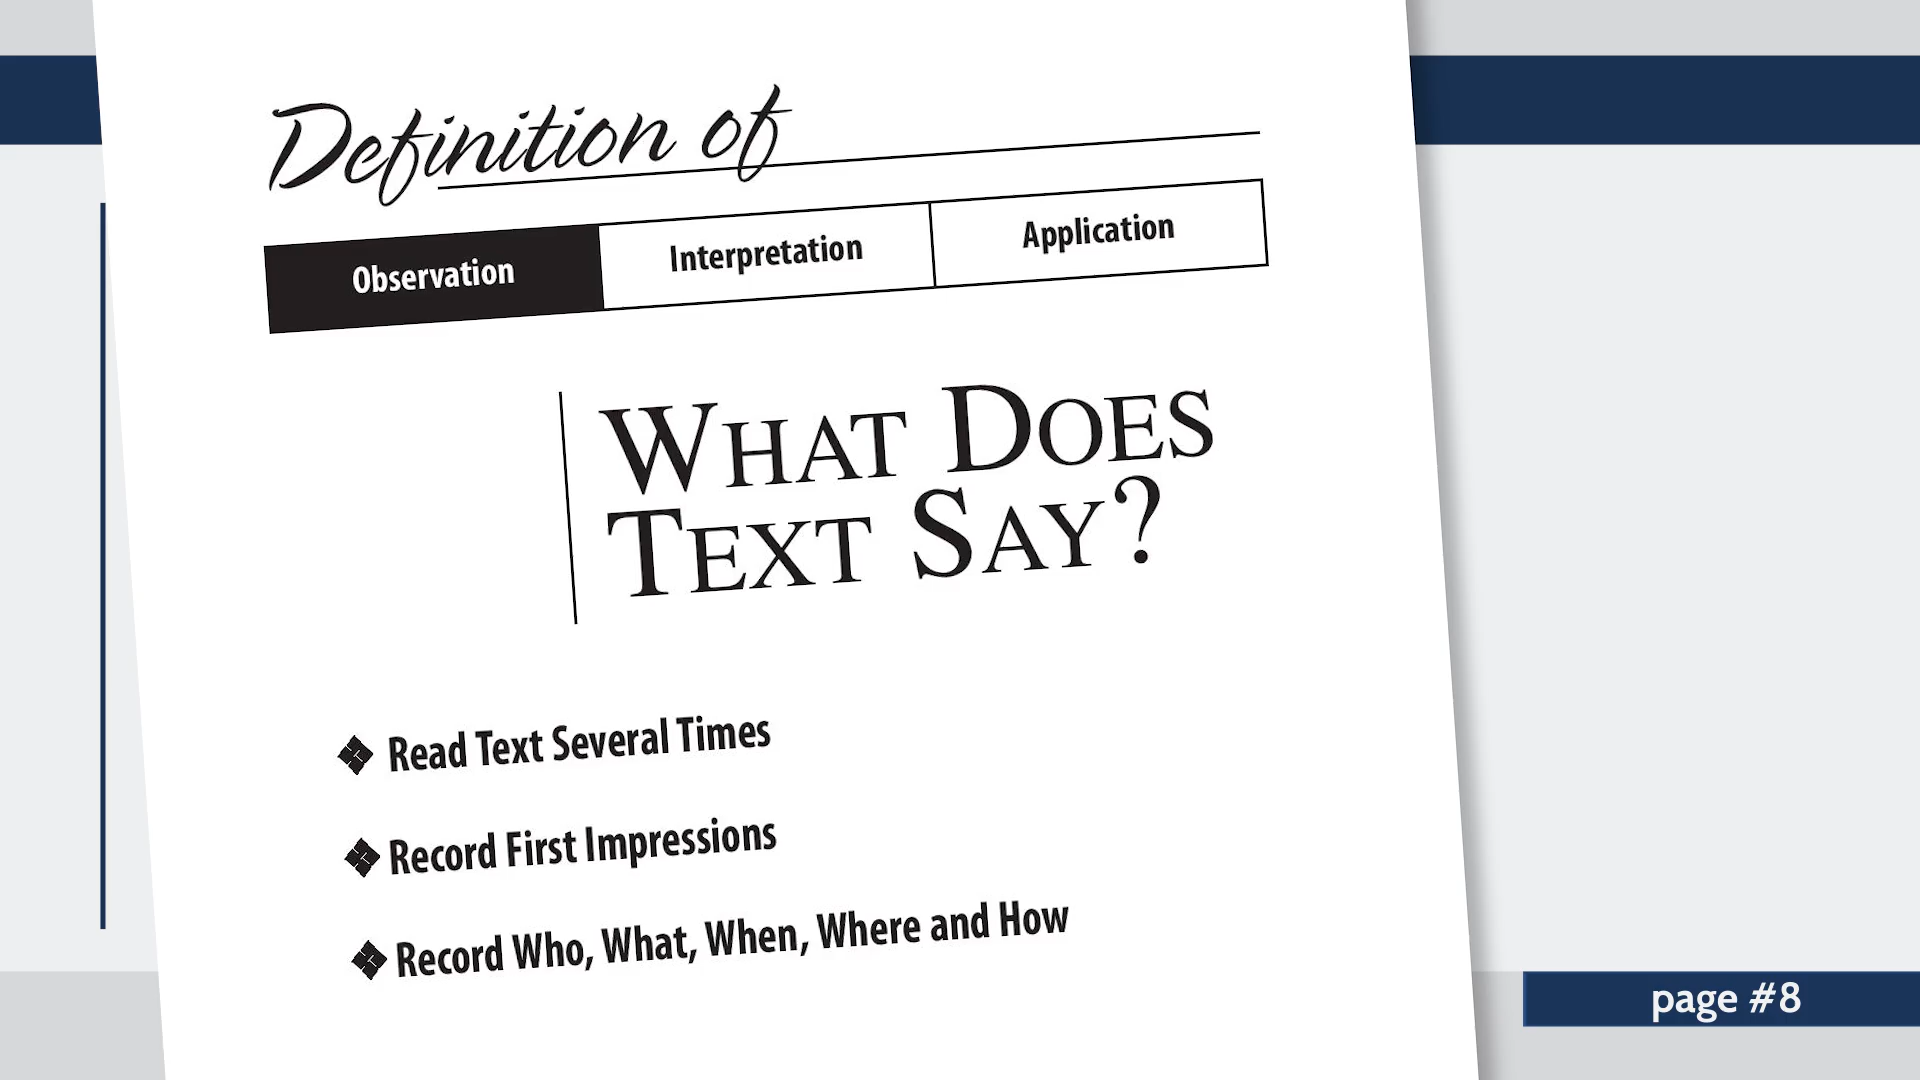 Definition of
Observation Interpretation Application
What Does
Text Say?
❖ Read Text Several Times
❖ Record First Impressions
❖ Record Who, What, When, Where and How
page #8